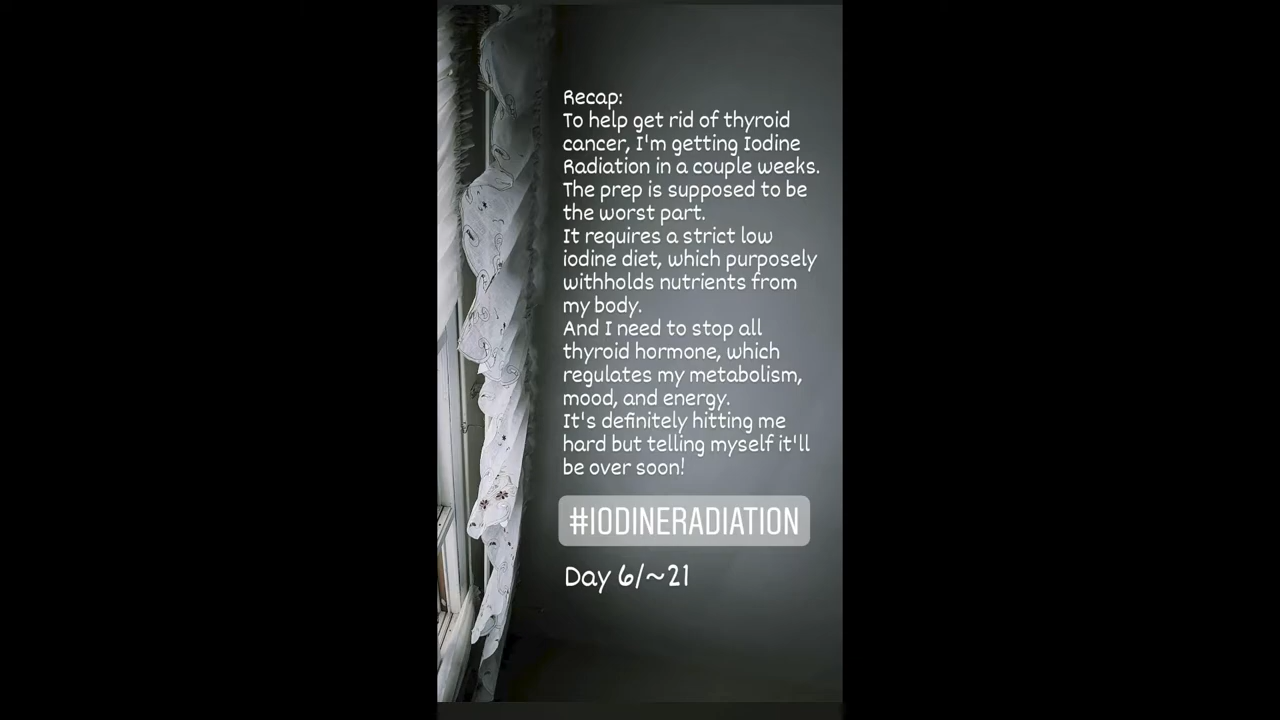 Recap:
To help get rid of thyroid
cancer, I'm getting Iodine
Radiation in a couple weeks.
The prep is supposed to be
the worst part.
It requires a strict low
iodine diet, which purposely
withholds nutrients from
my body.
And I need to stop all
thyroid hormone, which
regulates my metabolism,
mood, and energy.
It's definitely hitting me
hard but telling myself it'll
be over soon!
#IODINERADIATION
Day 6/~21